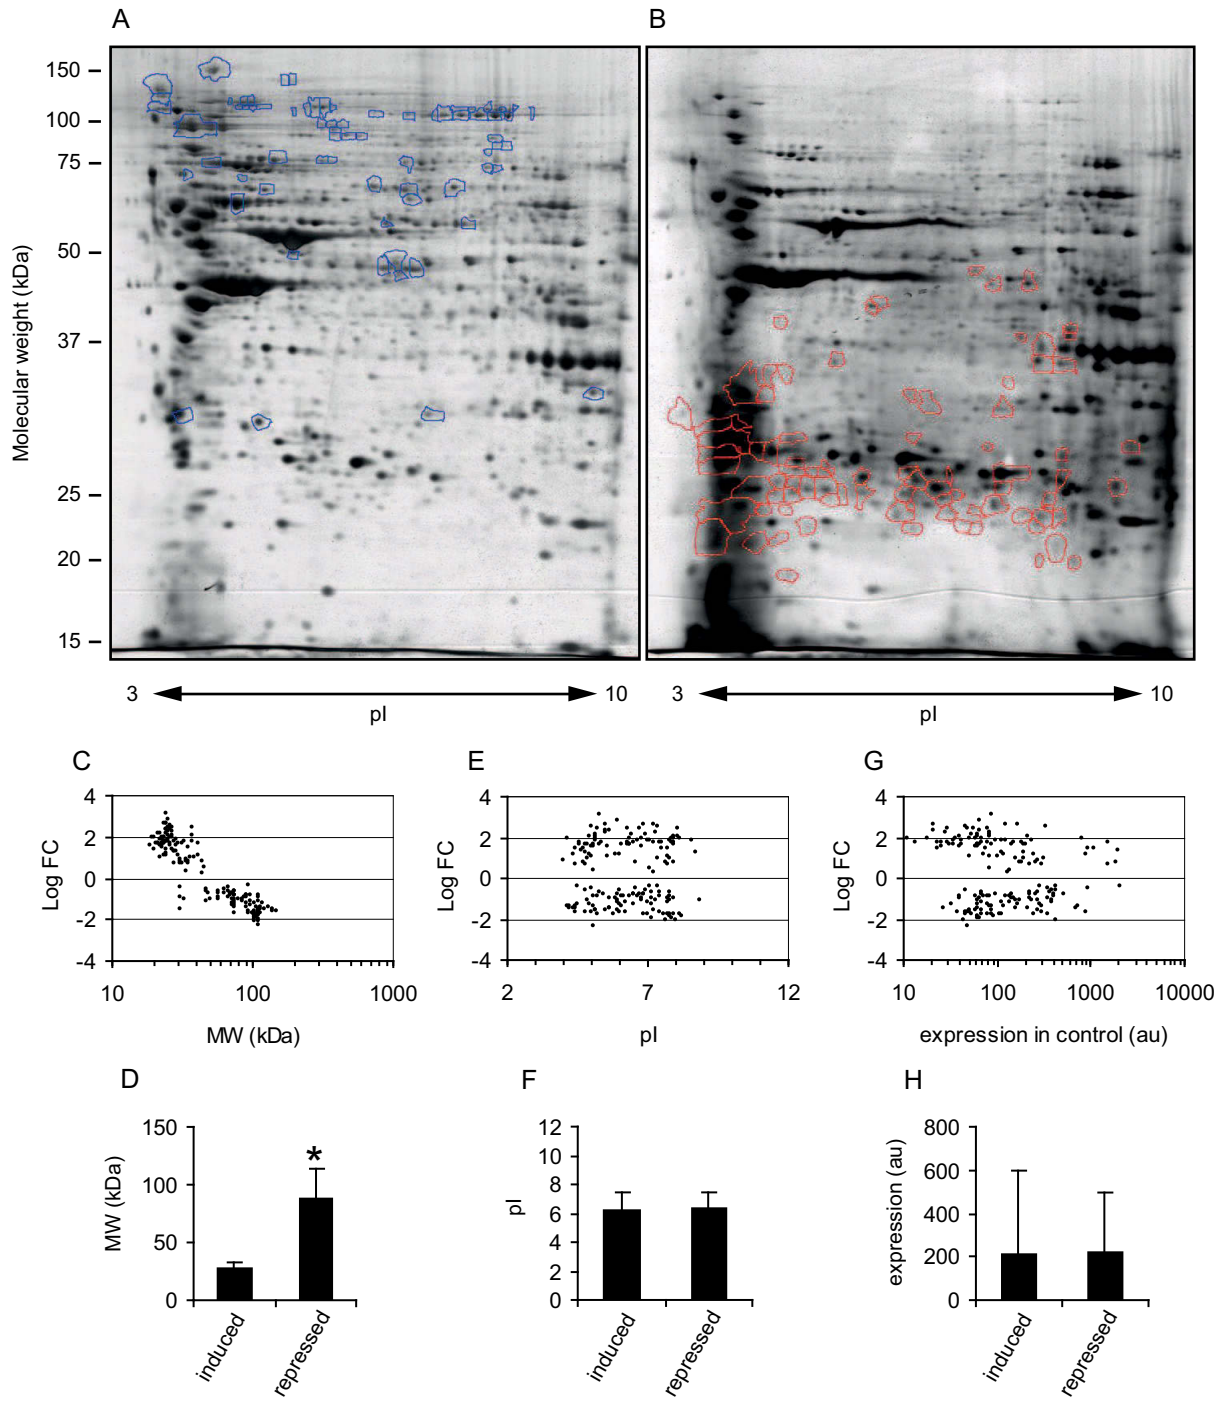 A B
150
100
75
50
37
25
20
15
Molecular weight (kDa)
3 10 3 10
pI pI
C E G
4 4 4
2 2 2
0 0 0
-2 -2 -2
-4 -4 -4
10 100 1000 2 7 12 10 100 1000 10000
Log FC Log FC Log FC
MW (kDa) pI expression in control (au)
D F H
150
100
50
0
MW (kDa)
*
induced repressed
12
10
8
6
4
2
0
pI
induced repressed
800
600
400
200
0
expression (au)
induced repressed